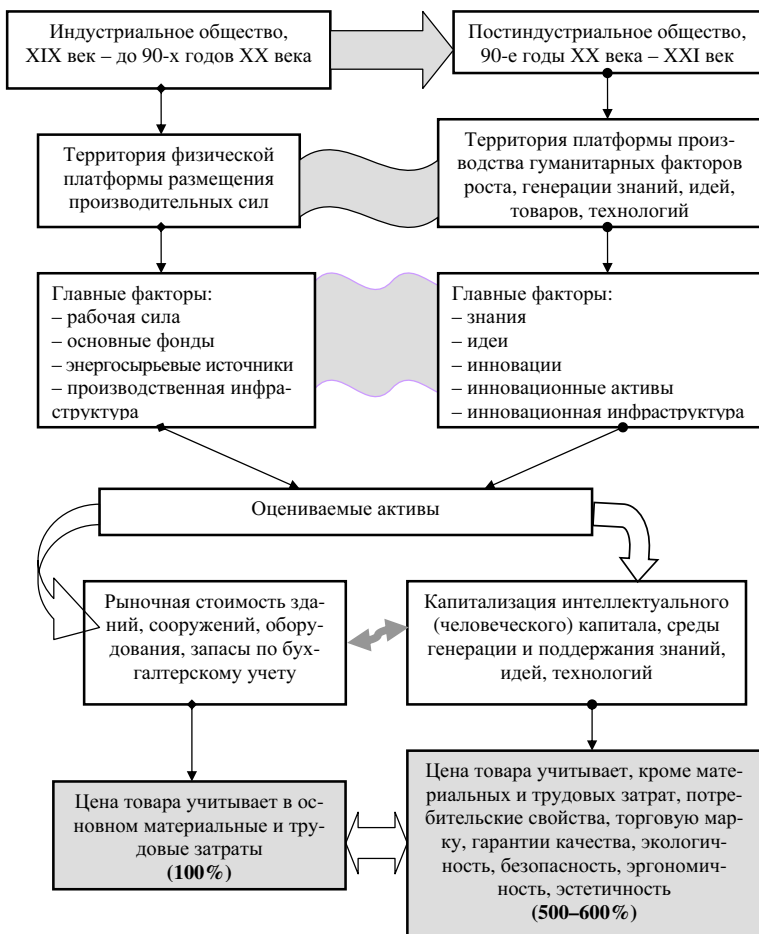 Индустриальное общество,
XIX век – до 90-х годов XX века
Постиндустриальное общество,
90-е годы XX века – XXI век
Территория физической
платформы размещения
производительных сил
Территория платформы произ-
водства гуманитарных факторов
роста, генерации знаний, идей,
товаров, технологий
Главные факторы:
– рабочая сила
– основные фонды
– энергосырьевые источники
– производственная инфра-
структура
Главные факторы:
– знания
– идеи
– инновации
– инновационные активы
– инновационная инфраструктура
Оцениваемые активы
Рыночная стоимость зда-
ний, сооружений, обору-
дования, запасы по бух-
галтерскому учету
Капитализация интеллектуального
(человеческого) капитала, среды
генерации и поддержания знаний,
идей, технологий
Цена товара учитывает в ос-
новном материальные и тру-
довые затраты
(100%)
Цена товара учитывает, кроме мате-
риальных и трудовых затрат, потре-
бительские свойства, торговую мар-
ку, гарантии качества, экологич-
ность, безопасность, эргономич-
ность, эстетичность
(500–600%)